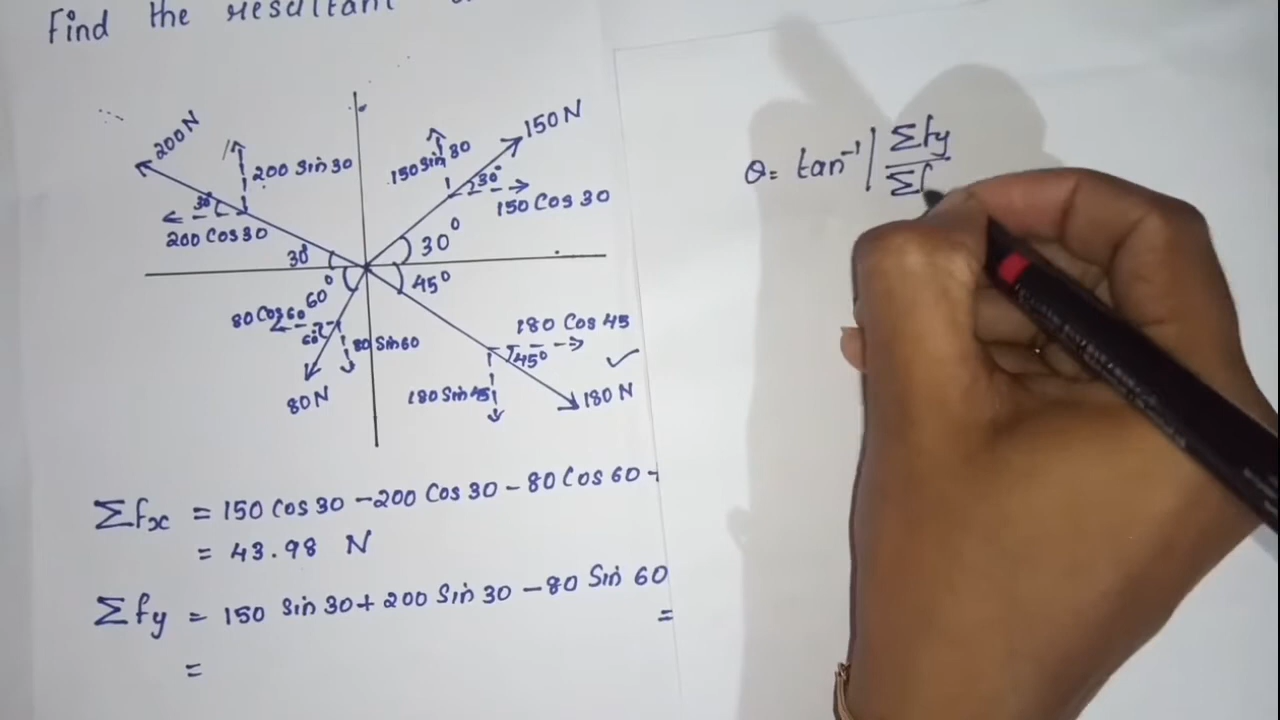 Find the resultant
200 N
200 Sin 30
30°
200 Cos 30
30°
150 N
150 Sin 30
30°
150 Cos 30
30°
45°
60°
80 Cos 60
60°
80 Sin 60
80 N
180 Cos 45
45°
180 Sin 45
180 N
Σfx = 150 Cos 30 - 200 Cos 30 - 80 Cos 60 +
= 43.98 N
Σfy = 150 Sin 30 + 200 Sin 30 - 80 Sin 60
=
=
θ = tan⁻¹ | Σfy
Σf